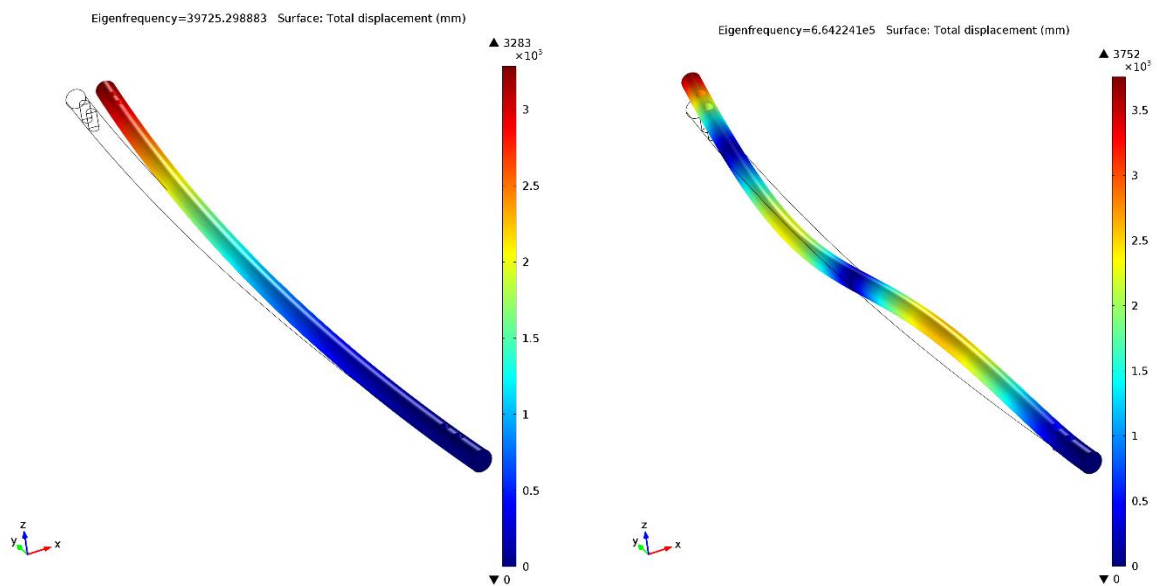 Eigenfrequency=39725.298883 Surface: Total displacement (mm)
▲ 3283
×10³
3
2.5
2
1.5
1
0.5
0
▼ 0
z
y
x
Eigenfrequency=6.642241e5 Surface: Total displacement (mm)
▲ 3752
×10³
3.5
3
2.5
2
1.5
1
0.5
0
▼ 0
z
y
x